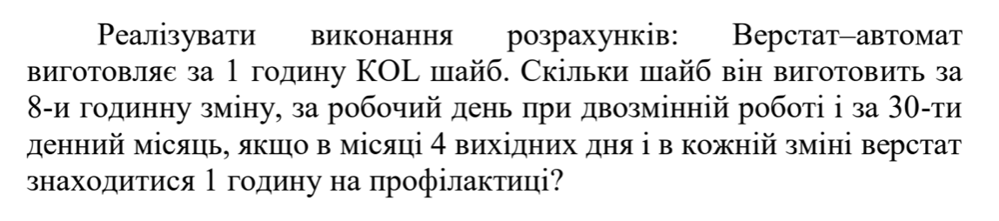 Реалізувати виконання розрахунків: Верстат–автомат
виготовляє за 1 годину KOL шайб. Скільки шайб він виготовить за
8-и годинну зміну, за робочий день при двозмінній роботі і за 30-ти
денний місяць, якщо в місяці 4 вихідних дня і в кожній зміні верстат
знаходитися 1 годину на профілактиці?